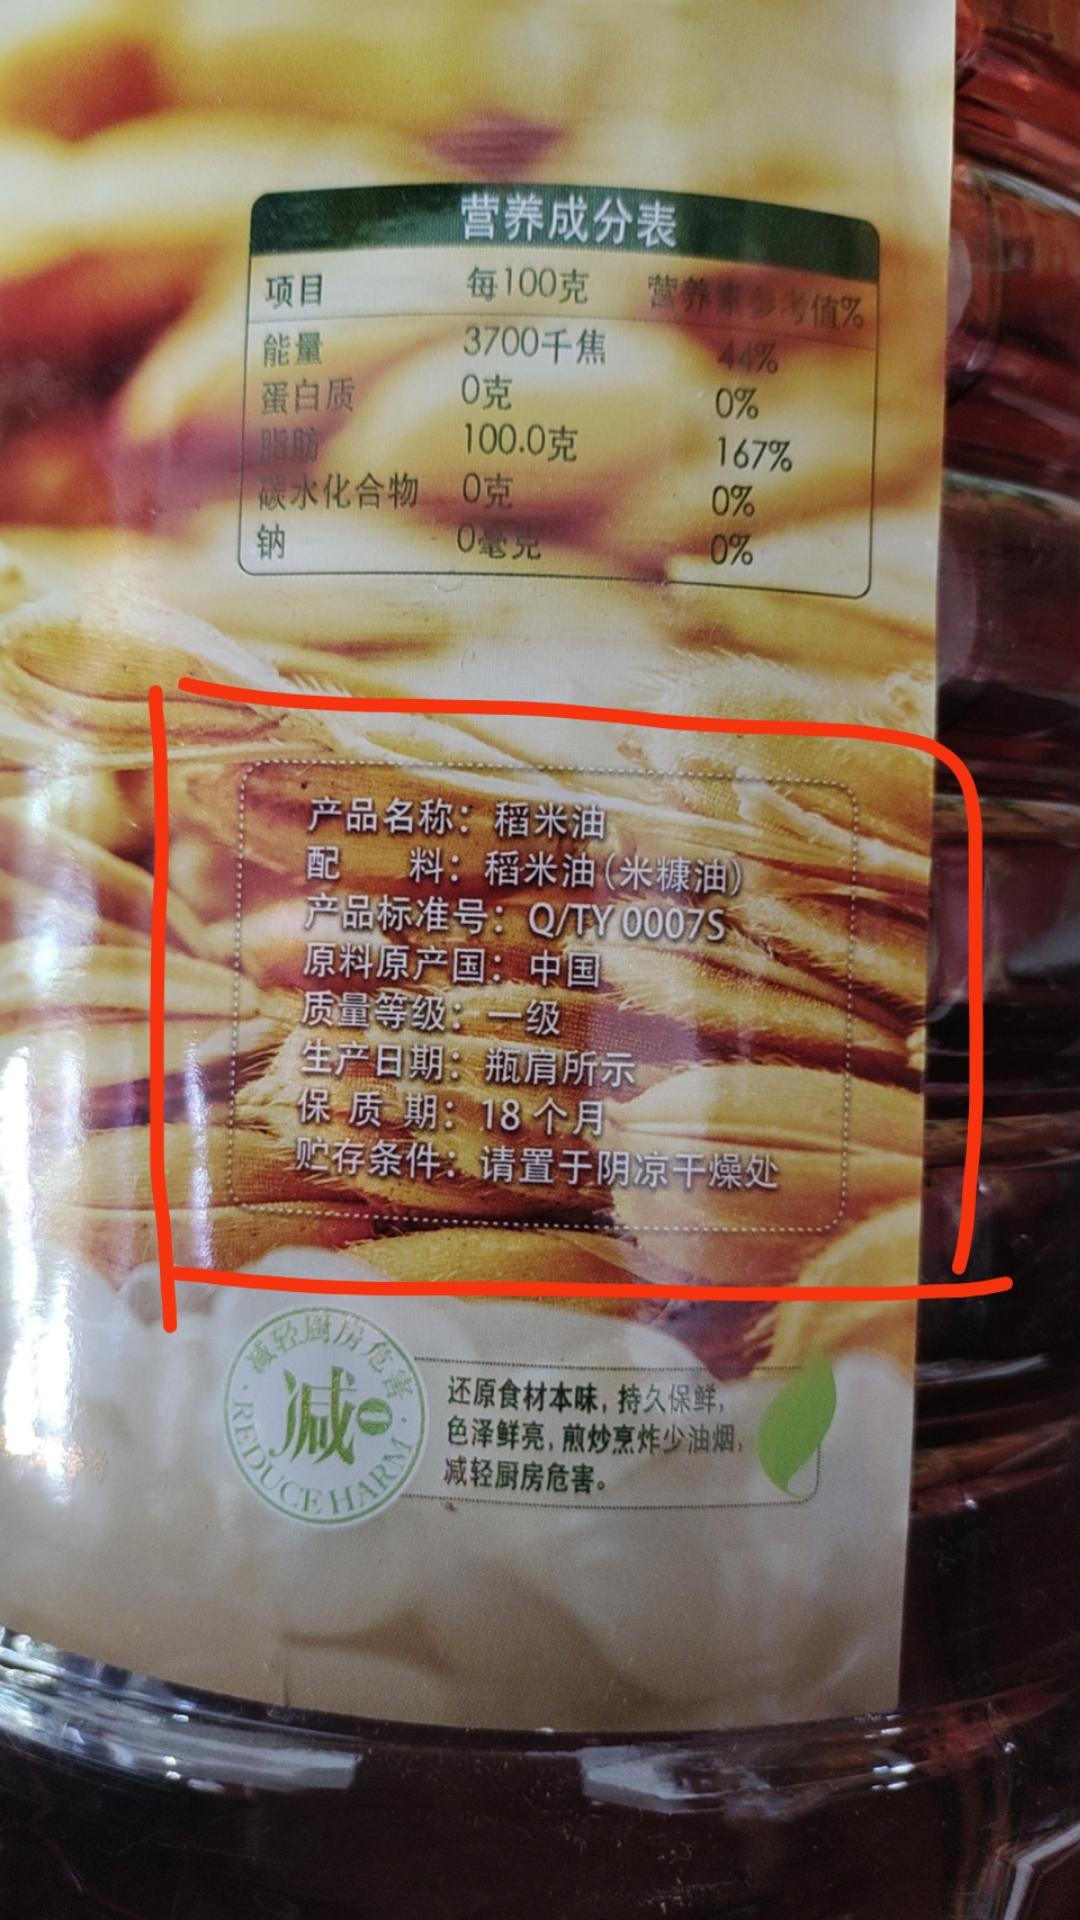 营养成分表
项目 每100克 营养素参考值%
能量 3700千焦 44%
蛋白质 0克 0%
脂肪 100.0克 167%
碳水化合物 0克 0%
钠 0毫克 0%
产品名称：稻米油
配 料：稻米油（米糠油）
产品标准号：Q/TY 0007S
原料原产国：中国
质量等级：一级
生产日期：瓶肩所示
保 质 期：18个月
贮存条件：请置于阴凉干燥处
减轻厨房危害
减
REDUCE HARM
还原食材本味，持久保鲜，
色泽鲜亮，煎炒烹炸少油烟，
减轻厨房危害。